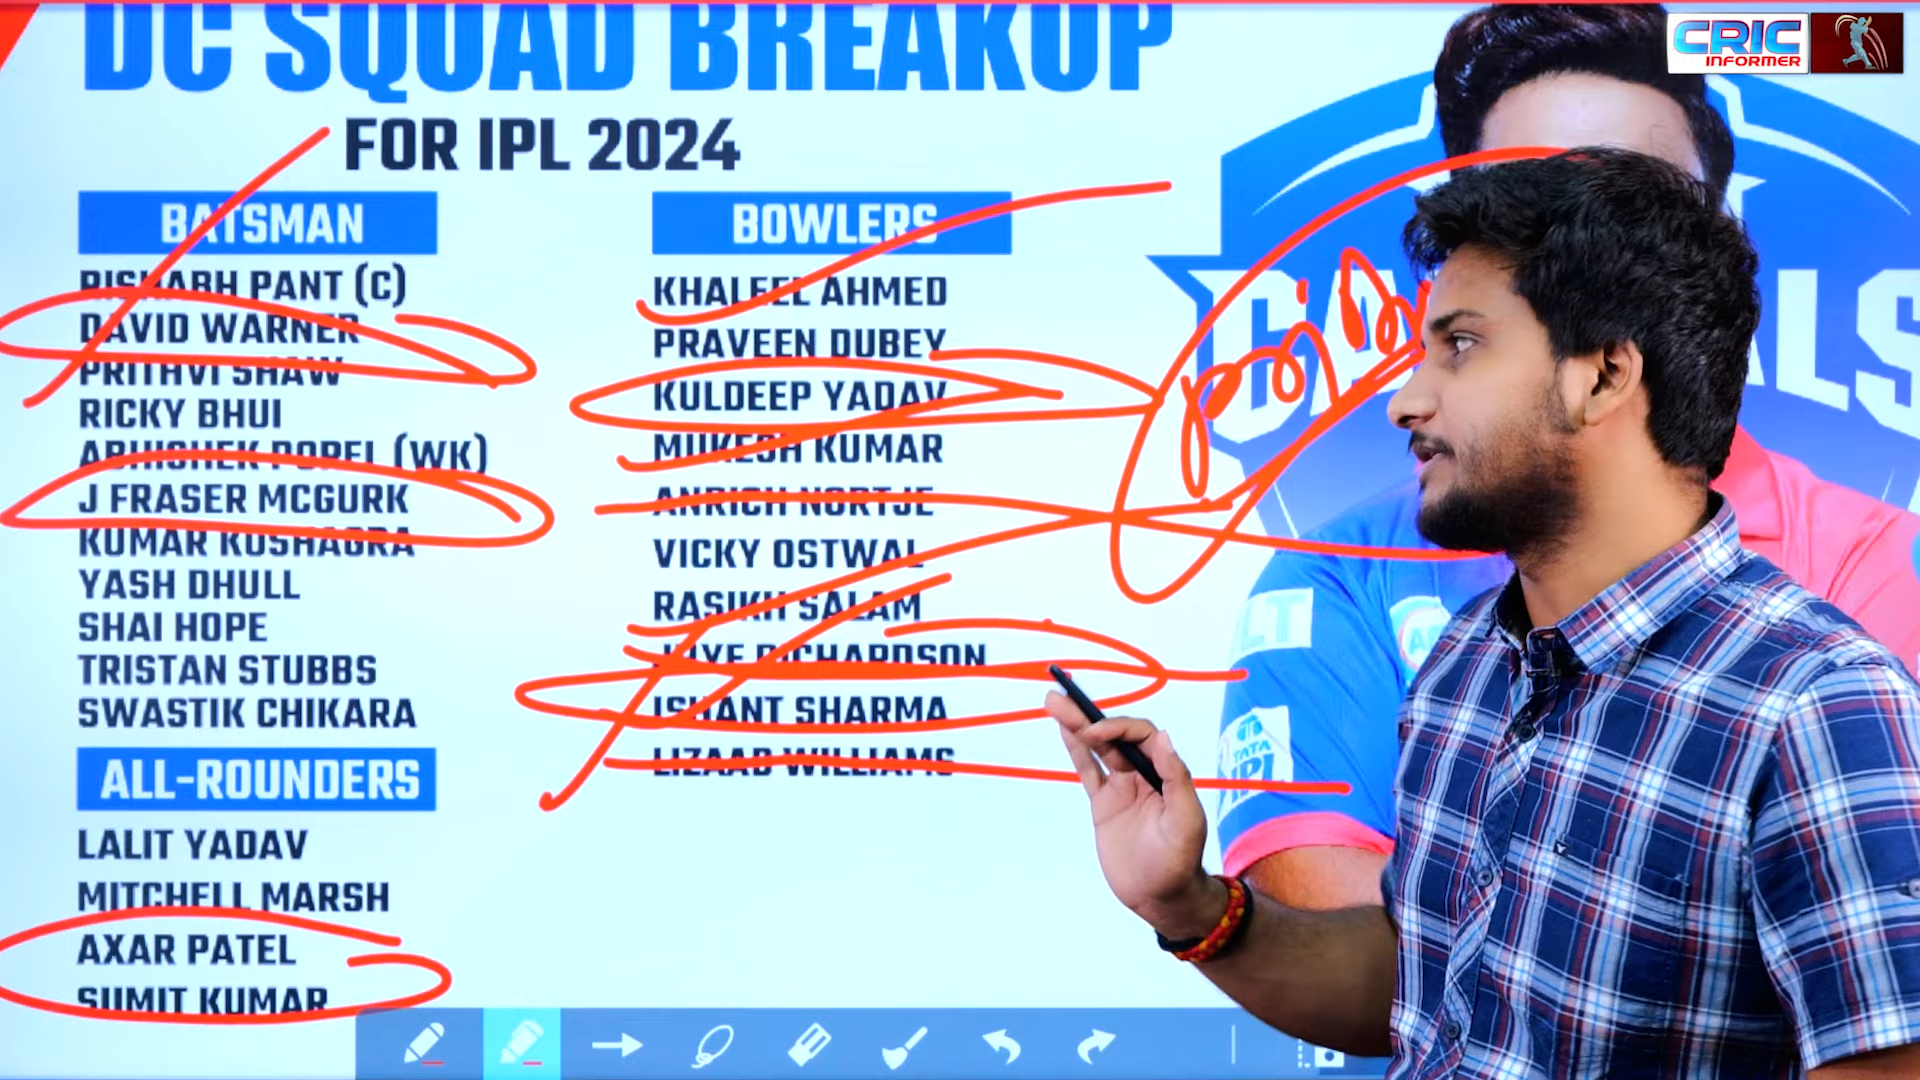 DC SQUAD BREAKUP
FOR IPL 2024
BATSMAN
RISHABH PANT (C)
DAVID WARNER
PRITHVI SHAW
RICKY BHUI
ABHISHEK POREL (WK)
J FRASER MCGURK
KUMAR KUSHAGRA
YASH DHULL
SHAI HOPE
TRISTAN STUBBS
SWASTIK CHIKARA
ALL-ROUNDERS
LALIT YADAV
MITCHELL MARSH
AXAR PATEL
SUMIT KUMAR
BOWLERS
KHALEEL AHMED
PRAVEEN DUBEY
KULDEEP YADAV
MUKESH KUMAR
ANRICH NORTJE
VICKY OSTWAL
RASIKH SALAM
JHYE RICHARDSON
ISHANT SHARMA
LIZAAD WILLIAMS
CRIC
INFORMER
TATA
IPL